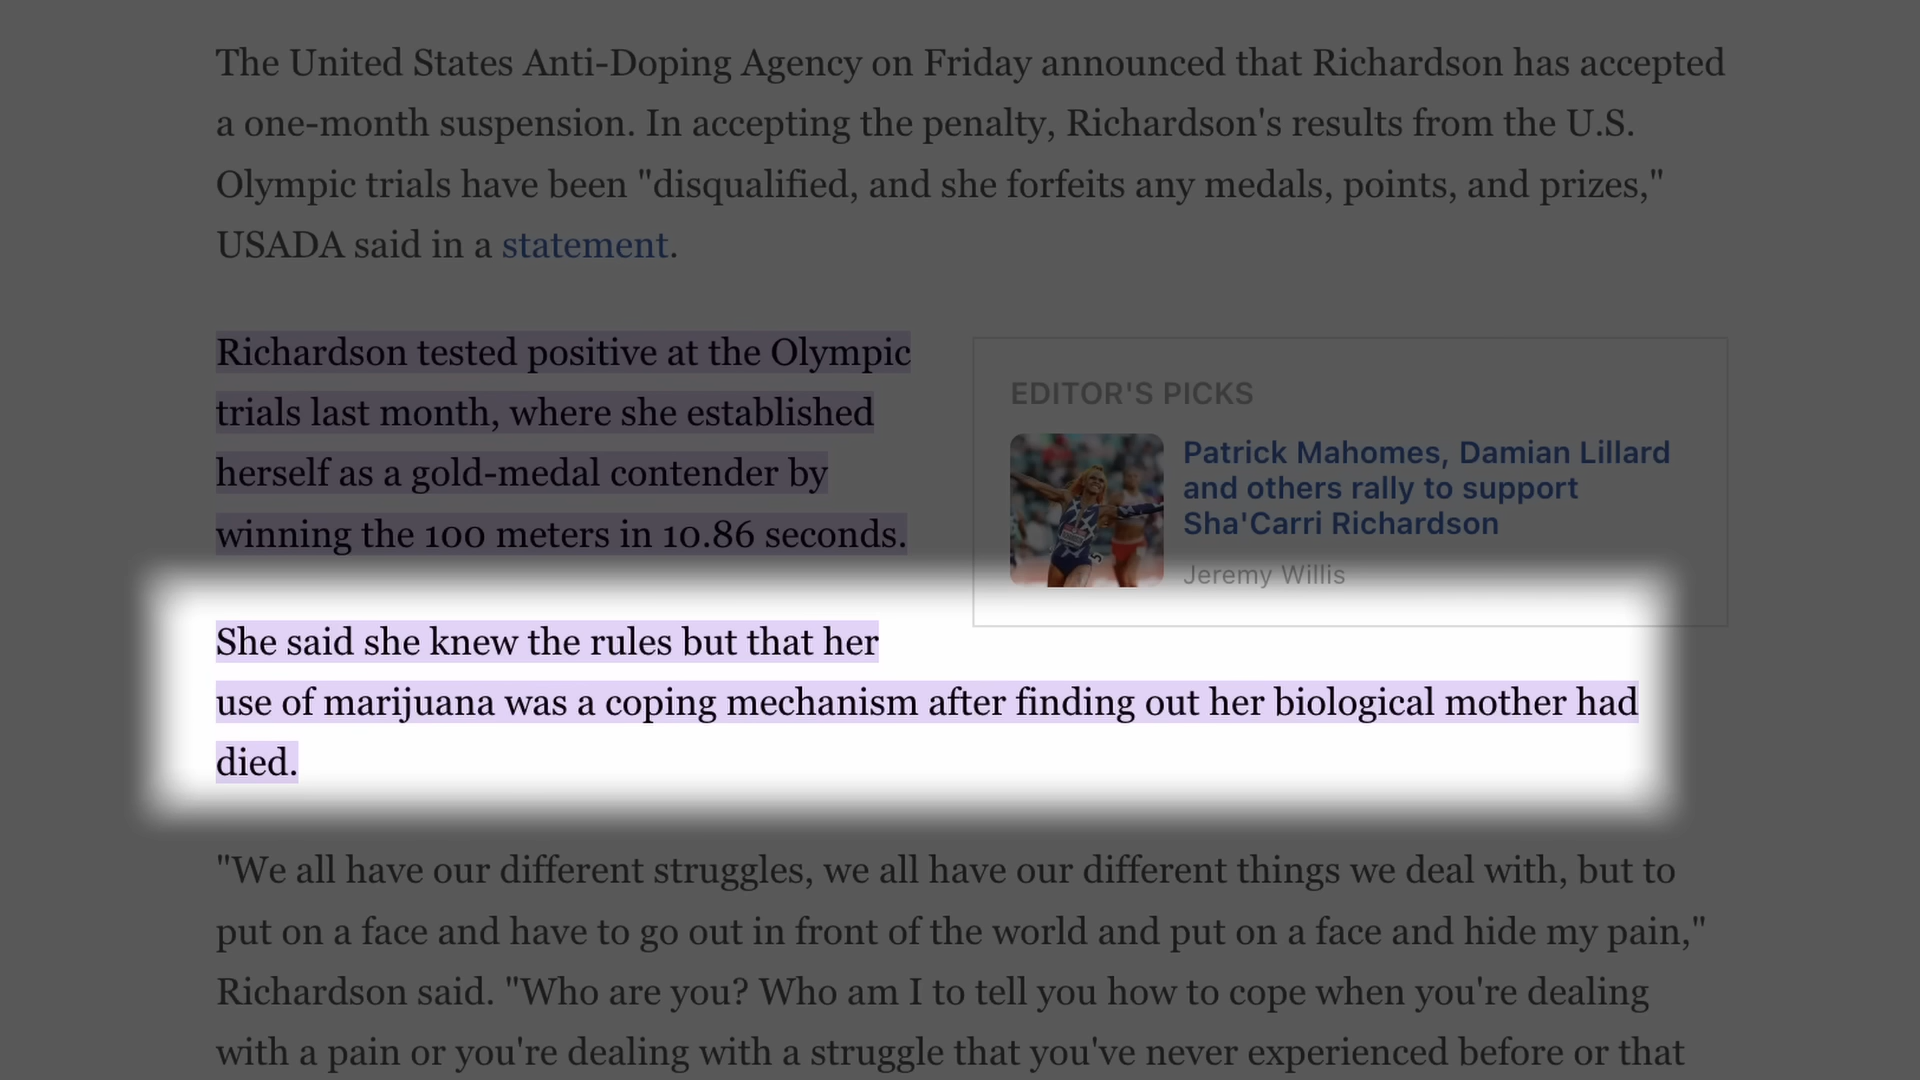 The United States Anti-Doping Agency on Friday announced that Richardson has accepted
a one-month suspension. In accepting the penalty, Richardson's results from the U.S.
Olympic trials have been "disqualified, and she forfeits any medals, points, and prizes,"
USADA said in a statement.
Richardson tested positive at the Olympic
trials last month, where she established
herself as a gold-medal contender by
winning the 100 meters in 10.86 seconds.
EDITOR'S PICKS
Patrick Mahomes, Damian Lillard
and others rally to support
Sha'Carri Richardson
Jeremy Willis
She said she knew the rules but that her
use of marijuana was a coping mechanism after finding out her biological mother had
died.
"We all have our different struggles, we all have our different things we deal with, but to
put on a face and have to go out in front of the world and put on a face and hide my pain,"
Richardson said. "Who are you? Who am I to tell you how to cope when you're dealing
with a pain or you're dealing with a struggle that you've never experienced before or that